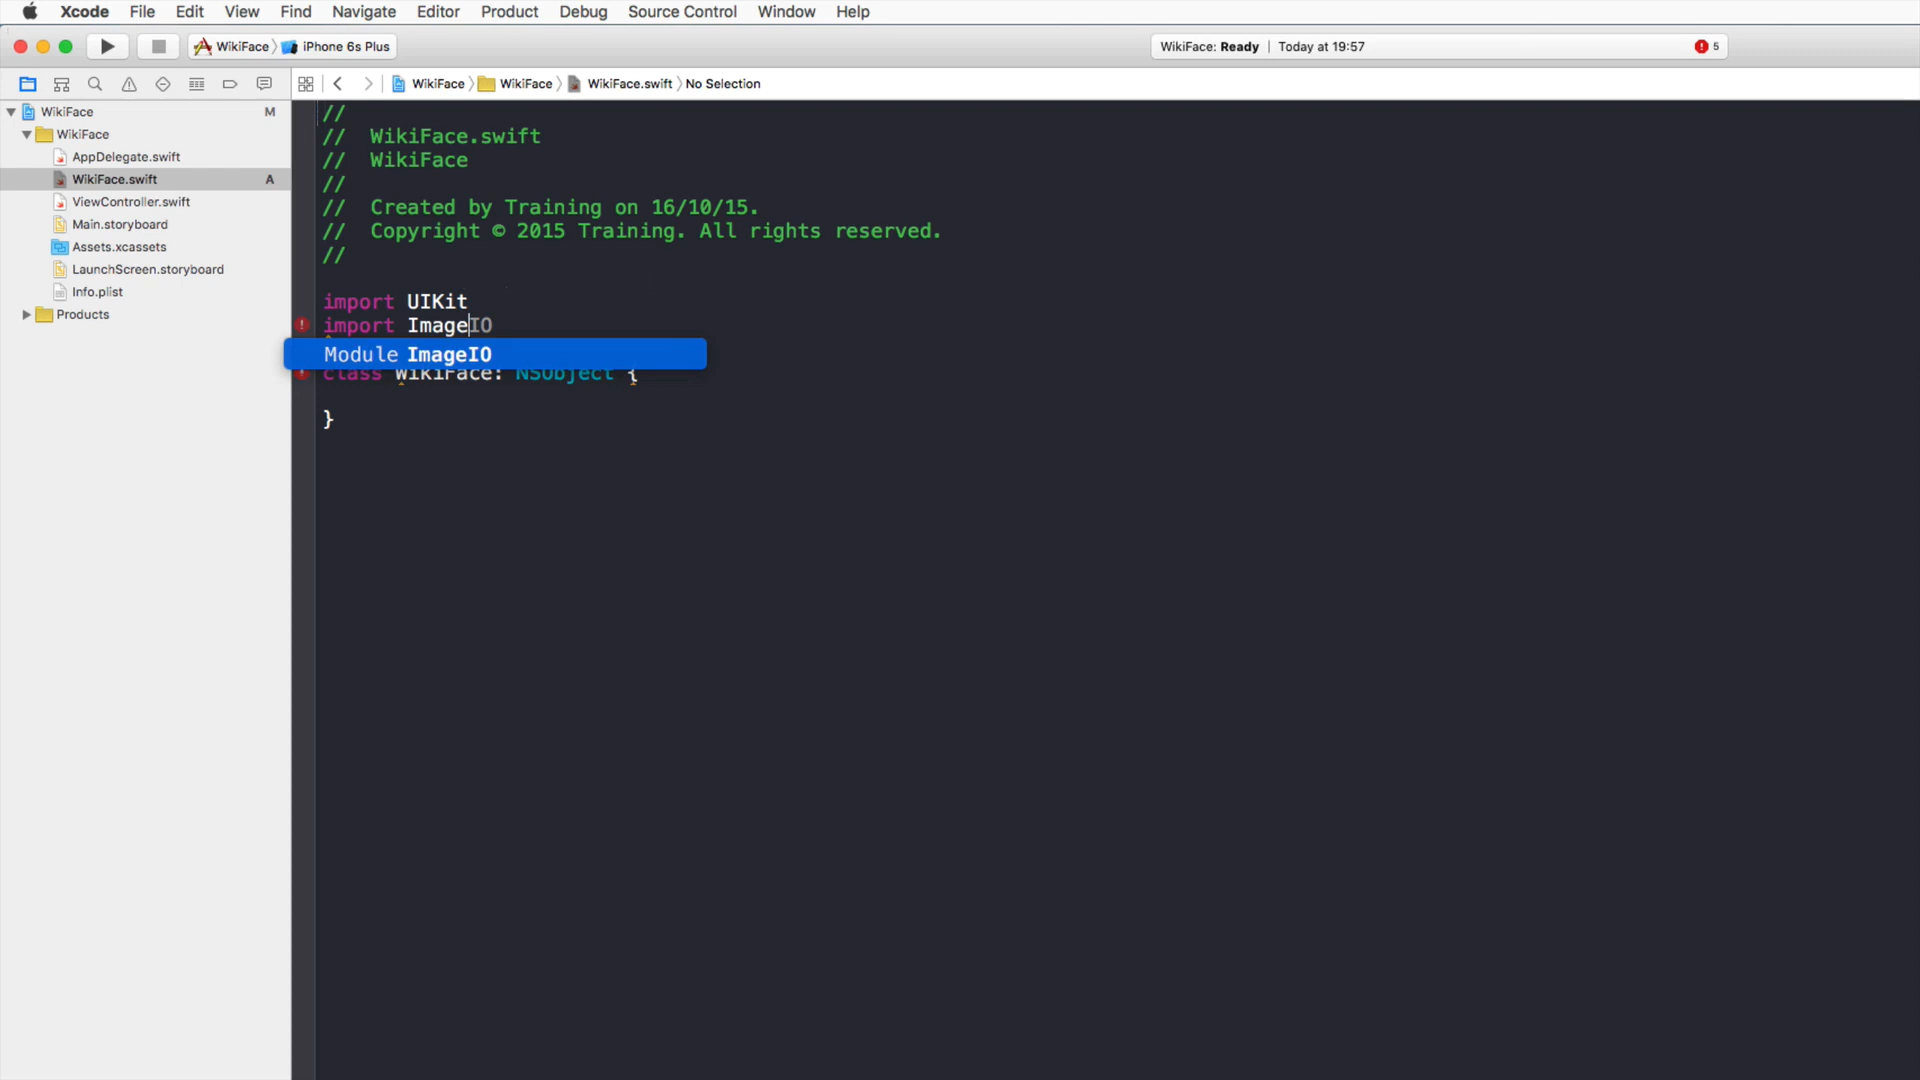 Xcode File Edit View Find Navigate Editor Product Debug Source Control Window Help
WikiFace iPhone 6s Plus
WikiFace: Ready | Today at 19:57
5
WikiFace WikiFace WikiFace.swift No Selection
WikiFace M
WikiFace
AppDelegate.swift
WikiFace.swift A
ViewController.swift
Main.storyboard
Assets.xcassets
LaunchScreen.storyboard
Info.plist
Products
//
// WikiFace.swift
// WikiFace
//
// Created by Training on 16/10/15.
// Copyright © 2015 Training. All rights reserved.
//
import UIKit
import ImageIO
Module ImageIO
class WikiFace: NSObject {
}